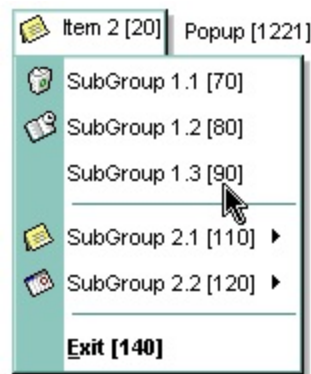 Item 2 [20] Popup [1221]
SubGroup 1.1 [70]
SubGroup 1.2 [80]
SubGroup 1.3 [90]
SubGroup 2.1 [110]
SubGroup 2.2 [120]
Exit [140]